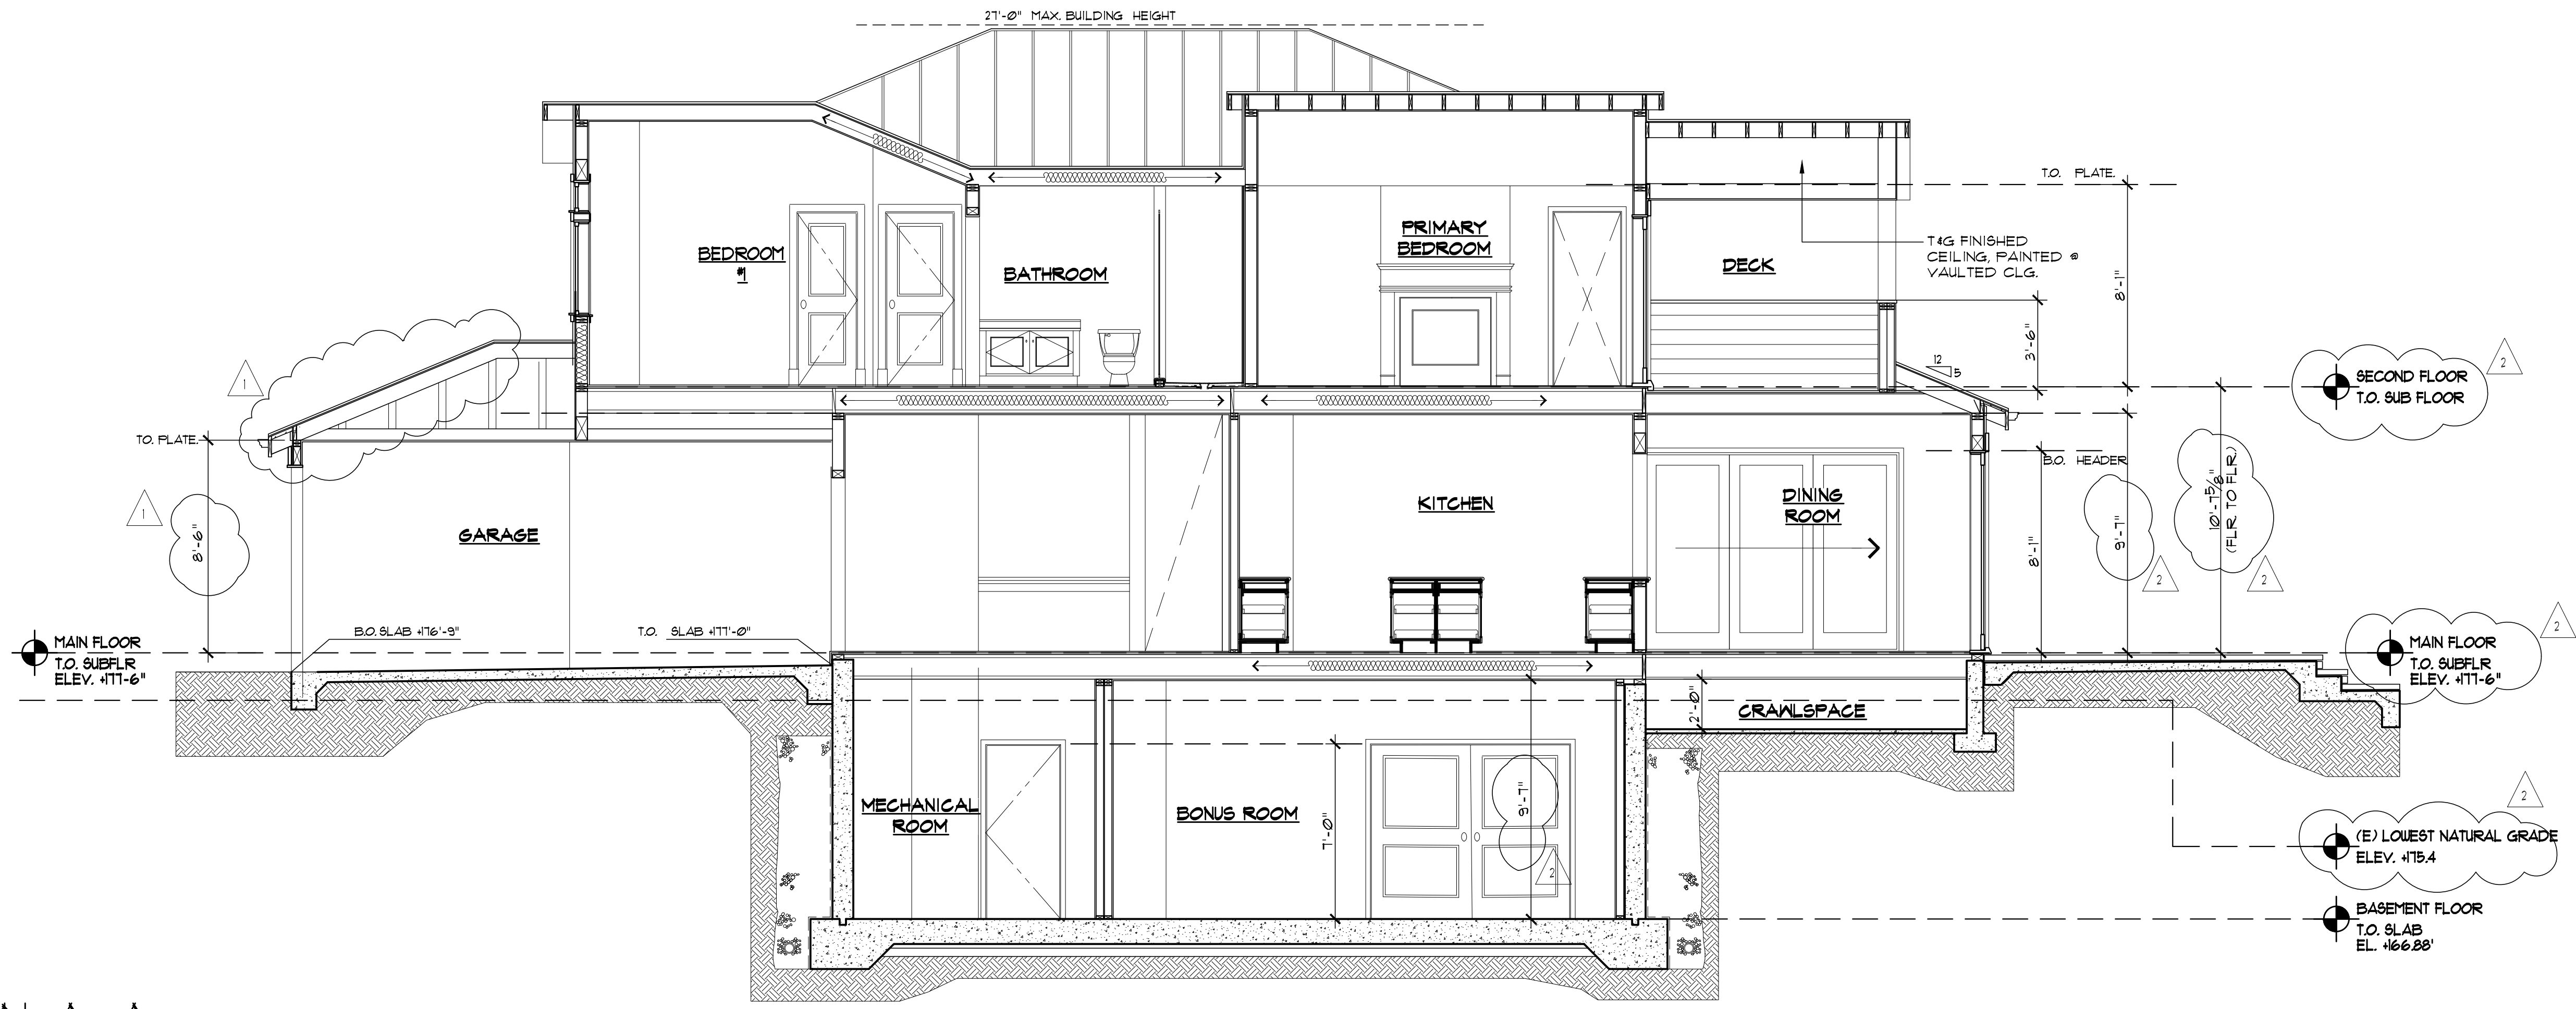 27'-0" MAX. BUILDING HEIGHT
T.O. PLATE.
PRIMARY
BEDROOM
BEDROOM
#1
BATHROOM
DECK
T&G FINISHED
CEILING, PAINTED @
VAULTED CLG.
8'-1"
3'-6"
12
5
2
SECOND FLOOR
T.O. SUB FLOOR
1
T.O. PLATE.
B.O. HEADER
1
8'-6"
GARAGE
KITCHEN
DINING
ROOM
8'-1"
9'-7"
10'-7 5/8"
(FLR. TO FLR.)
2
2
2
MAIN FLOOR
T.O. SUBFLR
ELEV. +177-6"
B.O. SLAB +176'-9"
T.O. SLAB +177'-0"
MAIN FLOOR
T.O. SUBFLR
ELEV. +177-6"
2'-0"
CRAWLSPACE
MECHANICAL
ROOM
BONUS ROOM
7'-0"
9'-7"
2
2
(E) LOWEST NATURAL GRADE
ELEV. +175.4
BASEMENT FLOOR
T.O. SLAB
EL. +166.88'